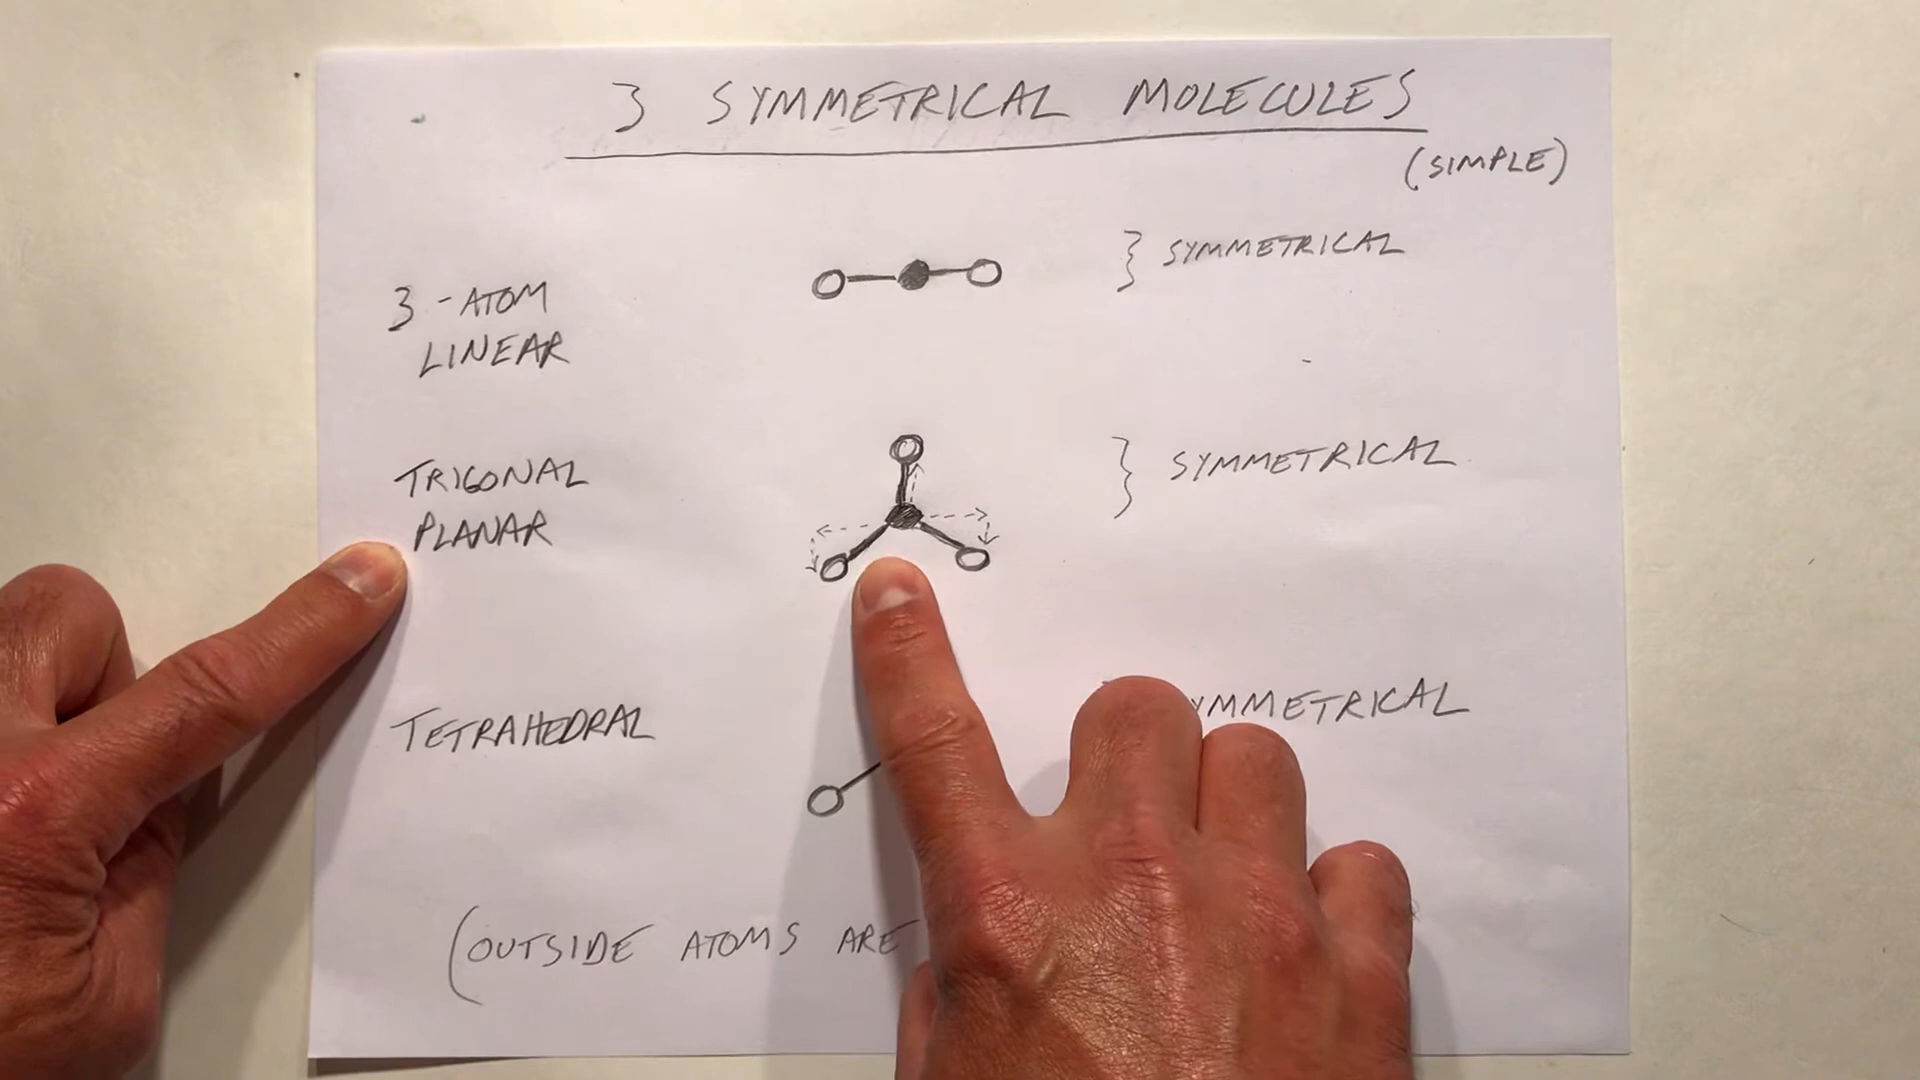 3 SYMMETRICAL MOLECULES
(SIMPLE)
3-ATOM
LINEAR
} SYMMETRICAL
TRIGONAL
PLANAR
} SYMMETRICAL
TETRAHEDRAL
YMMETRICAL
(OUTSIDE ATOMS ARE